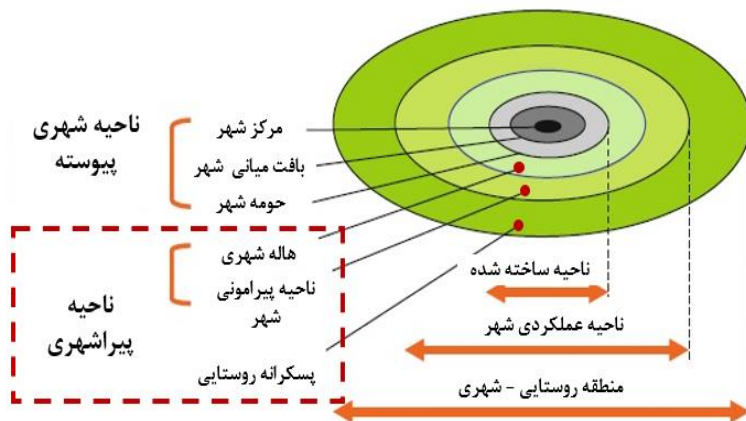 ناحیه شهری
پیوسته
مرکز شهر
بافت میانی شهر
حومه شهر
ناحیه
پیراشهری
هاله شهری
ناحیه پیرامونی
شهر
پسکرانه روستایی
ناحیه ساخته شده
ناحیه عملکردی شهر
منطقه روستایی - شهری